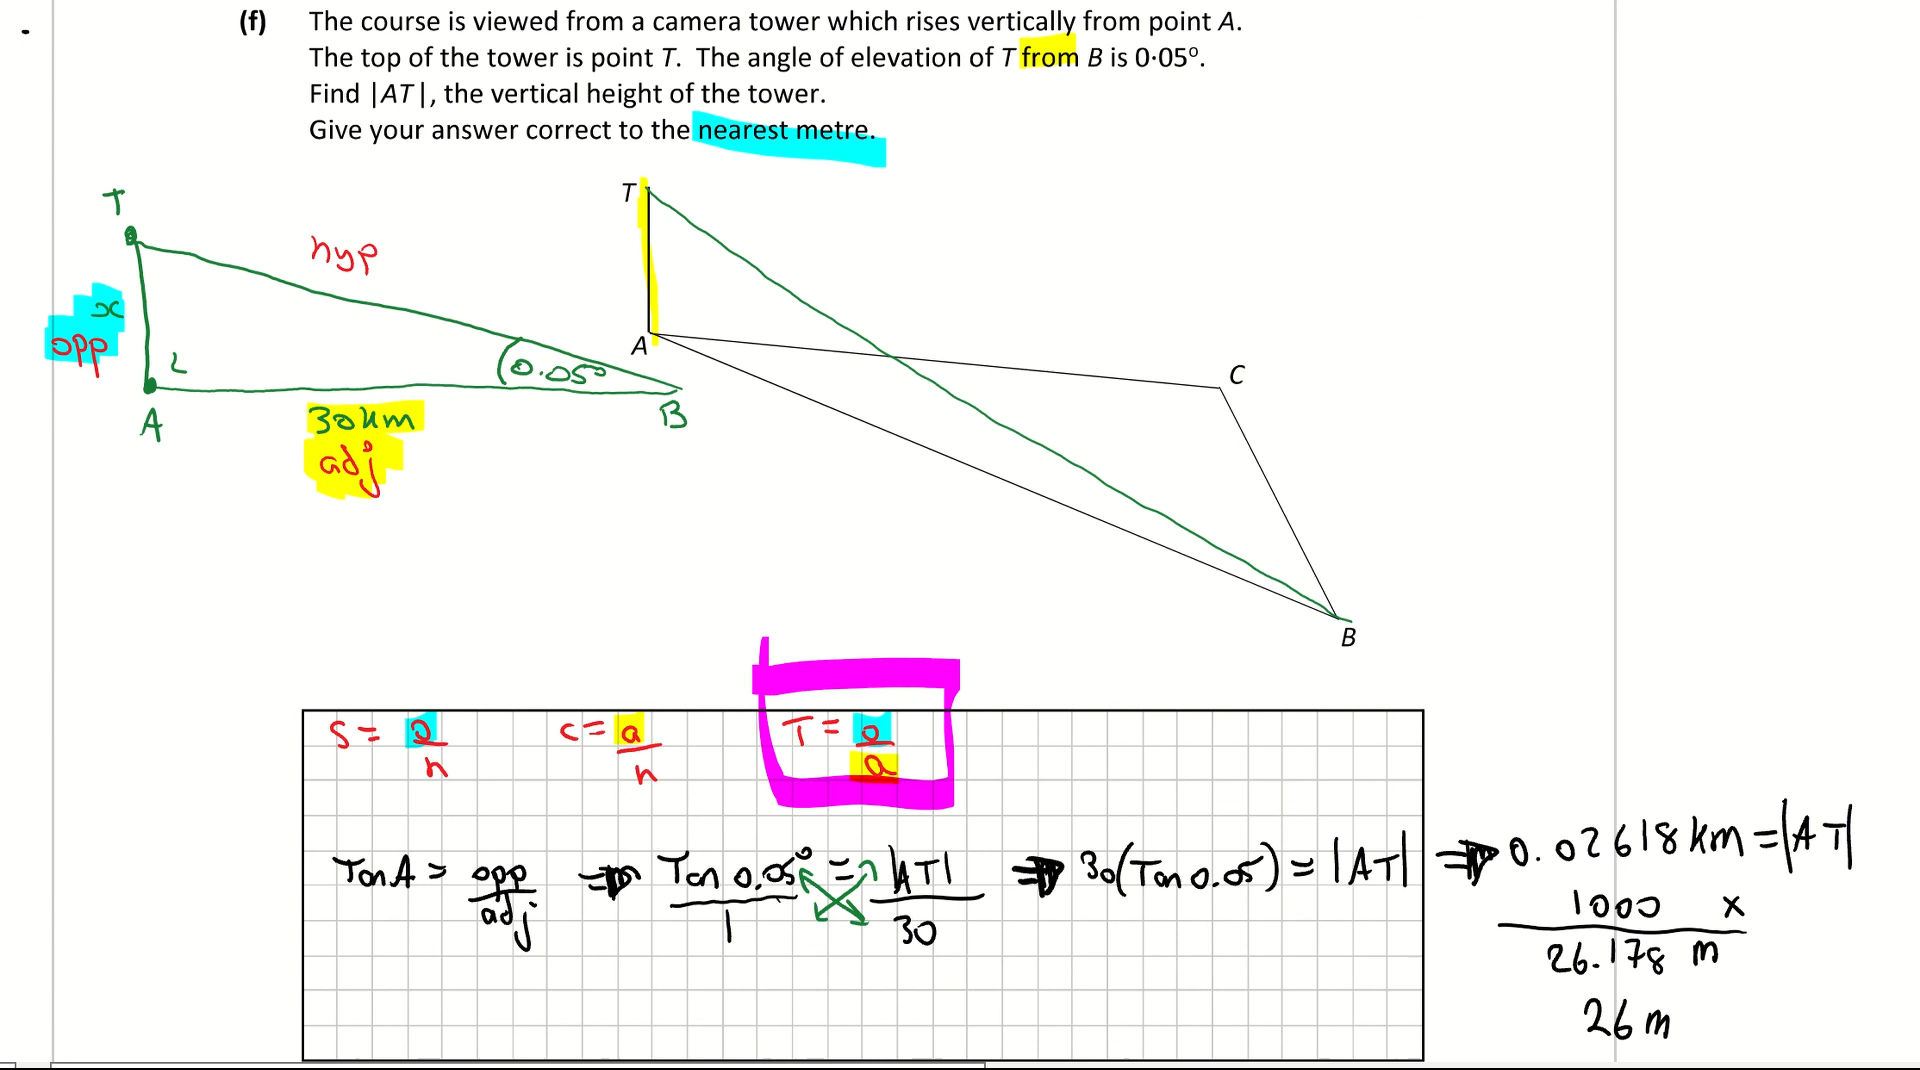 (f) The course is viewed from a camera tower which rises vertically from point A.
The top of the tower is point T. The angle of elevation of T from B is 0·05°.
Find |AT|, the vertical height of the tower.
Give your answer correct to the nearest metre.
T
hyp
x
opp
0.05°
A
30km
B
adj
T
A
C
B
S = o/h
C = a/h
T = o/a
Tan A = opp/adj ⇒ Tan 0.05°/1 = |AT|/30 ⇒ 30(Tan 0.05) = |AT| ⇒ 0.02618 km = |AT|
1000 x
26.178 m
26 m